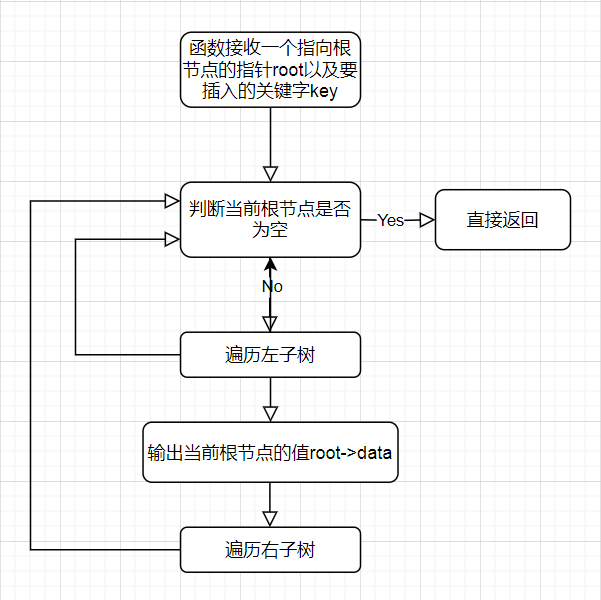 函数接收一个指向根
节点的指针root以及要
插入的关键字key
判断当前根节点是否
为空
Yes
直接返回
No
遍历左子树
输出当前根节点的值root->data
遍历右子树